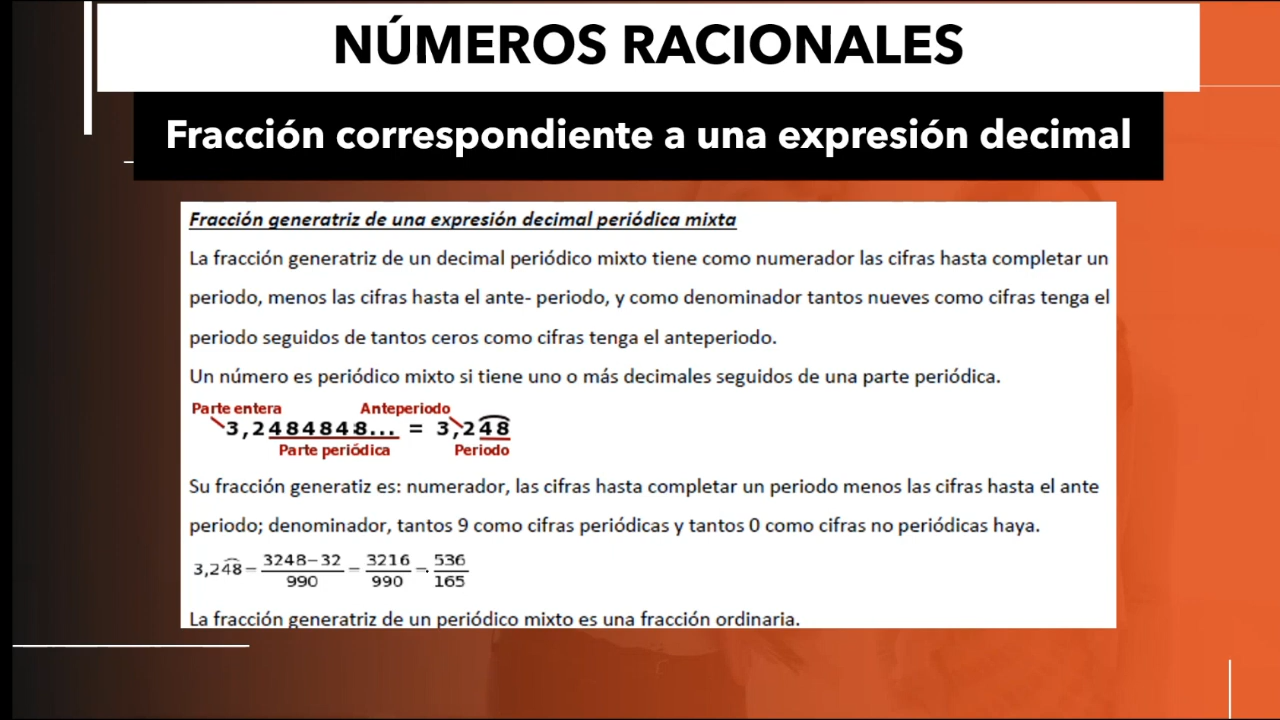 NÚMEROS RACIONALES
Fracción correspondiente a una expresión decimal
Fracción generatriz de una expresión decimal periódica mixta
La fracción generatriz de un decimal periódico mixto tiene como numerador las cifras hasta completar un
periodo, menos las cifras hasta el ante- periodo, y como denominador tantos nueves como cifras tenga el
periodo seguidos de tantos ceros como cifras tenga el anteperiodo.
Un número es periódico mixto si tiene uno o más decimales seguidos de una parte periódica.
Parte entera Anteperiodo
3,2484848... = 3,248
Parte periódica Periodo
Su fracción generatiz es: numerador, las cifras hasta completar un periodo menos las cifras hasta el ante
periodo; denominador, tantos 9 como cifras periódicas y tantos 0 como cifras no periódicas haya.
3,248 = 3248−32/990 = 3216/990 = 536/165
La fracción generatriz de un periódico mixto es una fracción ordinaria.